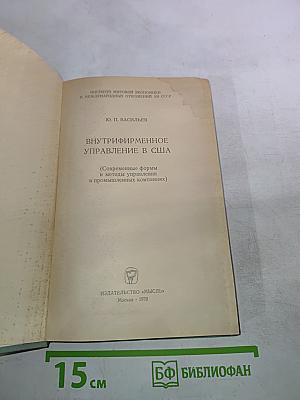 ИНСТИТУТ МИРОВОЙ ЭКОНОМИКИ
И МЕЖДУНАРОДНЫХ ОТНОШЕНИЙ АН СССР
Ю. П. ВАСИЛЬЕВ
ВНУТРИФИРМЕННОЕ
УПРАВЛЕНИЕ В США
(Современные формы
и методы управления
в промышленных компаниях)
ИЗДАТЕЛЬСТВО «МЫСЛЬ»
Москва - 1970
15 см
БФ БИБЛИОФАН